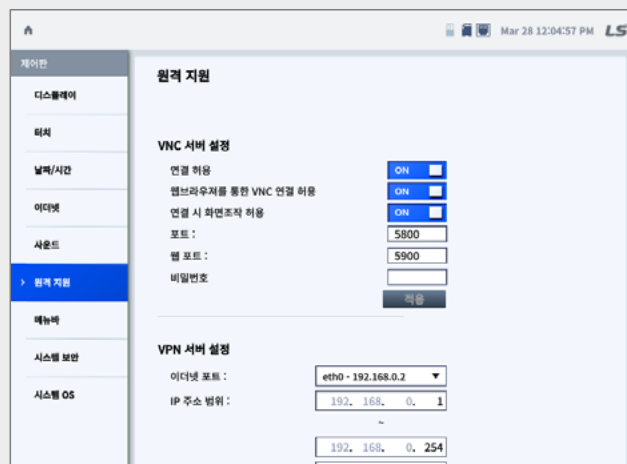 Mar 28 12:04:57 PM LS
제어판
디스플레이
터치
날짜/시간
이더넷
사운드
> 원격 지원
메뉴바
시스템 보안
시스템 OS
원격 지원
VNC 서버 설정
연결 허용 ON
웹브라우져를 통한 VNC 연결 허용 ON
연결 시 화면조작 허용 ON
포트 : 5800
웹 포트 : 5900
비밀번호
적용
VPN 서버 설정
이더넷 포트 : eth0 - 192.168.0.2 ▼
IP 주소 범위 : 192. 168. 0. 1
~
192. 168. 0. 254